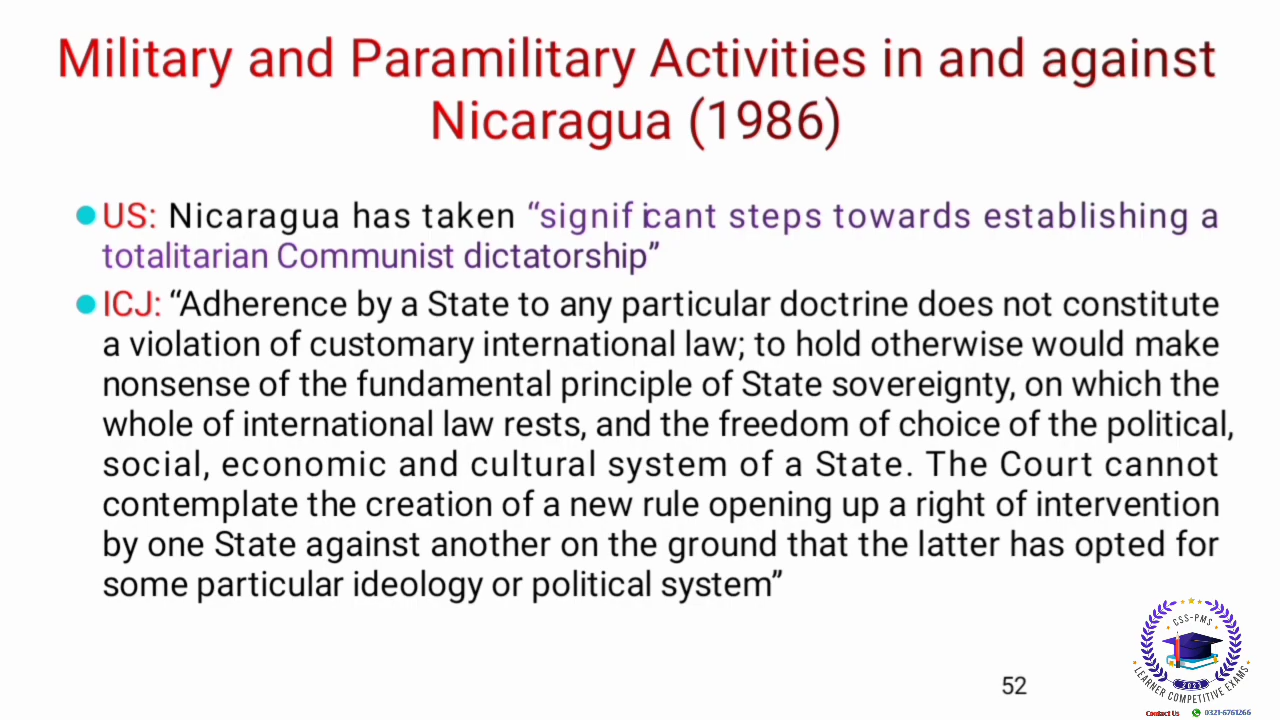 Military and Paramilitary Activities in and against
Nicaragua (1986)
US: Nicaragua has taken “significant steps towards establishing a
totalitarian Communist dictatorship”
ICJ: “Adherence by a State to any particular doctrine does not constitute
a violation of customary international law; to hold otherwise would make
nonsense of the fundamental principle of State sovereignty, on which the
whole of international law rests, and the freedom of choice of the political,
social, economic and cultural system of a State. The Court cannot
contemplate the creation of a new rule opening up a right of intervention
by one State against another on the ground that the latter has opted for
some particular ideology or political system”
CSS-PMS
2021
LEARNER COMPETITIVE EXAMS
52
Contact Us 0321-6761266